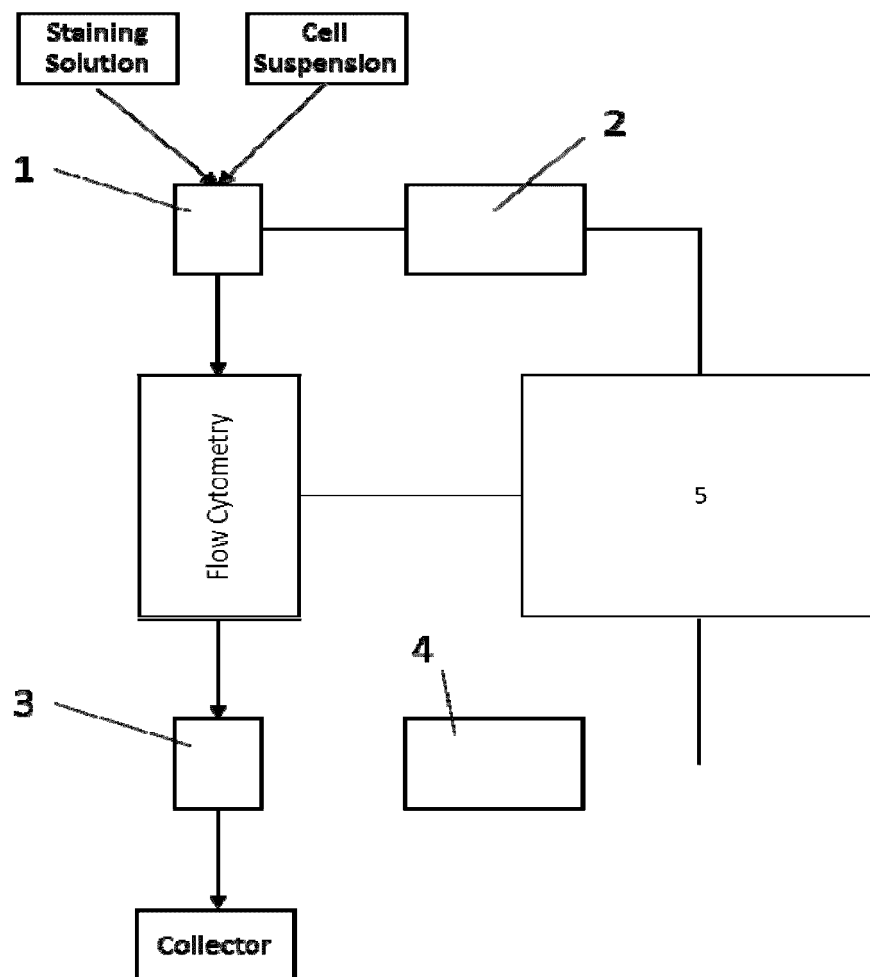 Staining
Solution
Cell
Suspension
1
2
Flow Cytometry
5
3
4
Collector